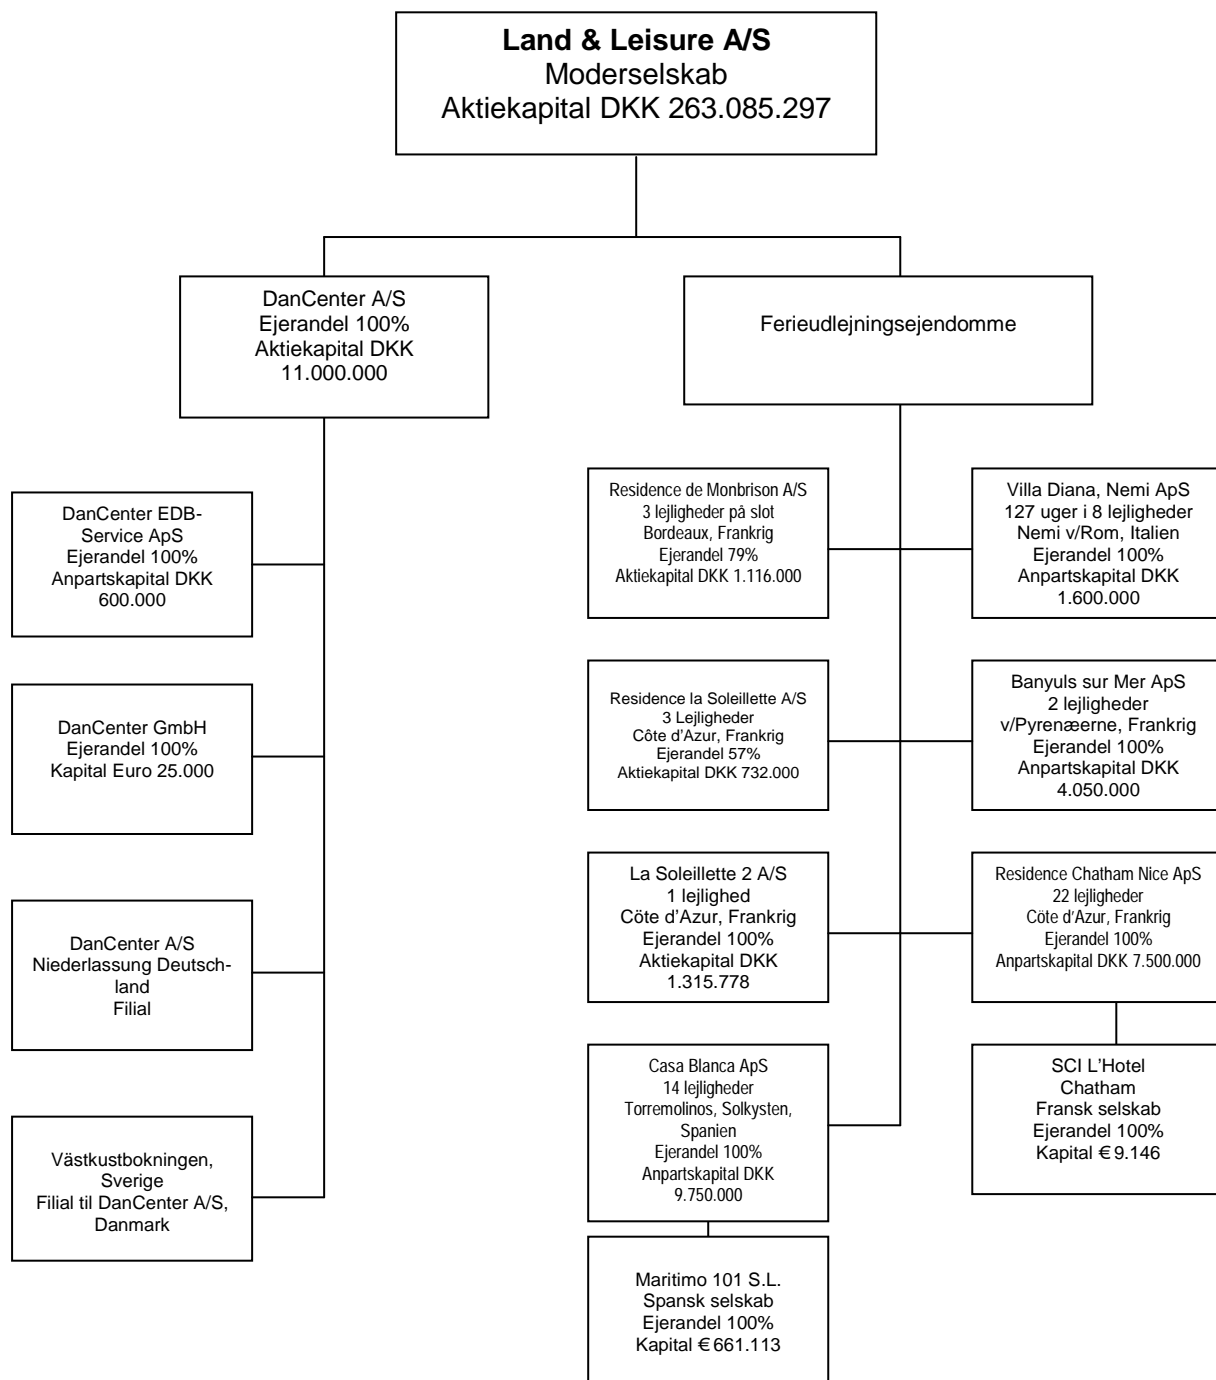 Land & Leisure A/S
Moderselskab
Aktiekapital DKK 263.085.297
DanCenter A/S
Ejerandel 100%
Aktiekapital DKK
11.000.000
Ferieudlejningsejendomme
DanCenter EDB-
Service ApS
Ejerandel 100%
Anpartskapital DKK
600.000
DanCenter GmbH
Ejerandel 100%
Kapital Euro 25.000
DanCenter A/S
Niederlassung Deutsch-
land
Filial
Västkustbokningen,
Sverige
Filial til DanCenter A/S,
Danmark
Residence de Monbrison A/S
3 lejligheder på slot
Bordeaux, Frankrig
Ejerandel 79%
Aktiekapital DKK 1.116.000
Villa Diana, Nemi ApS
127 uger i 8 lejligheder
Nemi v/Rom, Italien
Ejerandel 100%
Anpartskapital DKK
1.600.000
Residence la Soleillette A/S
3 Lejligheder
Côte d'Azur, Frankrig
Ejerandel 57%
Aktiekapital DKK 732.000
Banyuls sur Mer ApS
2 lejligheder
v/Pyrenæerne, Frankrig
Ejerandel 100%
Anpartskapital DKK
4.050.000
La Soleillette 2 A/S
1 lejlighed
Cöte d'Azur, Frankrig
Ejerandel 100%
Aktiekapital DKK
1.315.778
Residence Chatham Nice ApS
22 lejligheder
Côte d'Azur, Frankrig
Ejerandel 100%
Anpartskapital DKK 7.500.000
Casa Blanca ApS
14 lejligheder
Torremolinos, Solkysten,
Spanien
Ejerandel 100%
Anpartskapital DKK
9.750.000
SCI L'Hotel
Chatham
Fransk selskab
Ejerandel 100%
Kapital € 9.146
Maritimo 101 S.L.
Spansk selskab
Ejerandel 100%
Kapital € 661.113